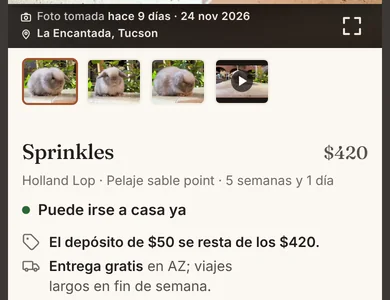 Foto tomada hace 9 días · 24 nov 2026
La Encantada, Tucson
Sprinkles
$420
Holland Lop · Pelaje sable point · 5 semanas y 1 día
Puede irse a casa ya
El depósito de $50 se resta de los $420.
Entrega gratis en AZ; viajes
largos en fin de semana.